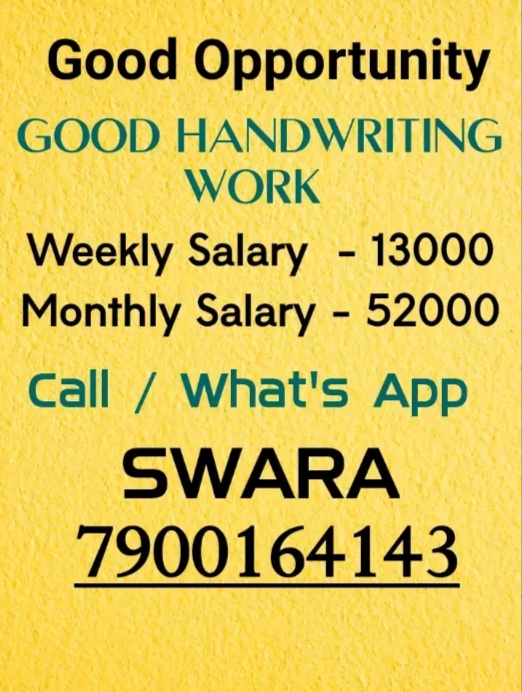 Good Opportunity
GOOD HANDWRITING
WORK
Weekly Salary - 13000
Monthly Salary - 52000
Call / What's App
SWARA
7900164143